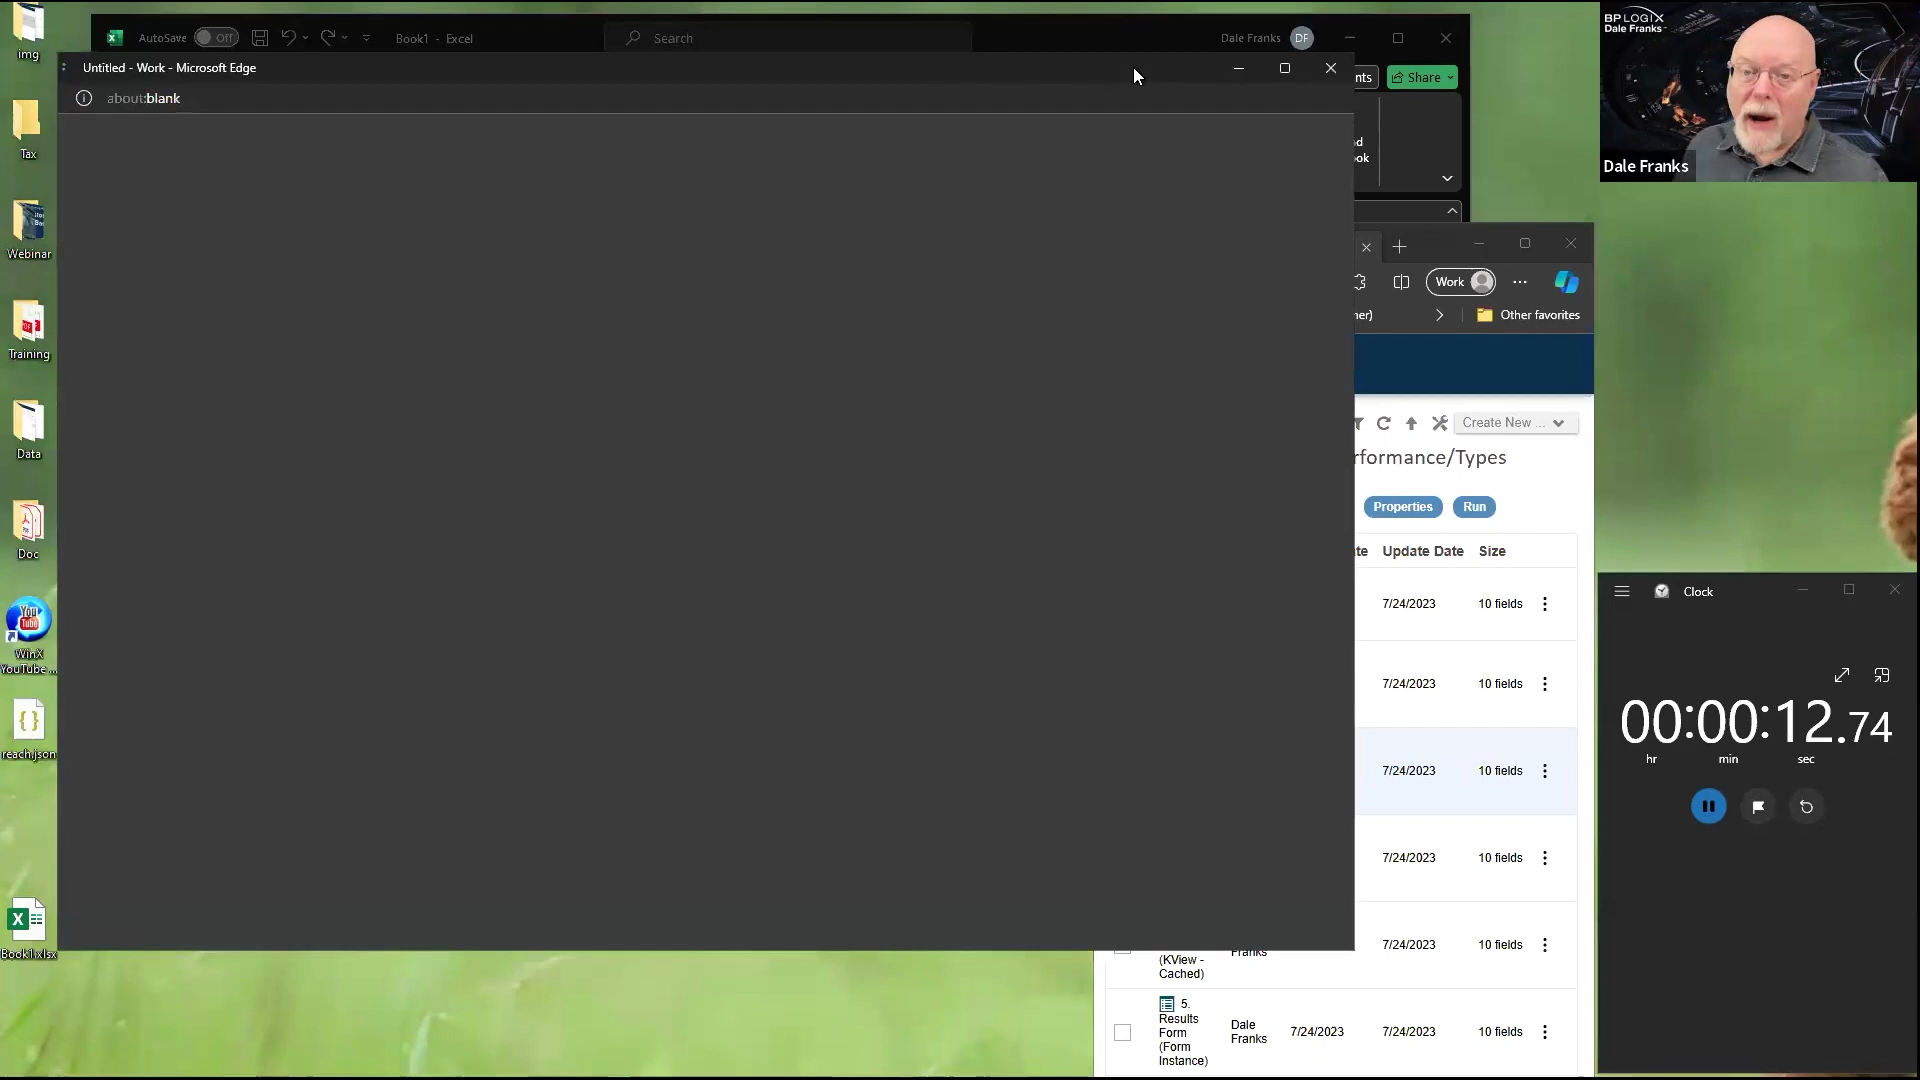 img
Tax
Webinar
Training
Data
Doc
WinX
YouTube ...
reach.json
Book1.xlsx
AutoSave Off
Book1 - Excel
Search
Dale Franks DF
Untitled - Work - Microsoft Edge
about:blank
nts
Share
d
ok
Work
her)
Other favorites
Create New ...
rformance/Types
Properties
Run
te Update Date Size
7/24/2023 10 fields
7/24/2023 10 fields
7/24/2023 10 fields
7/24/2023 10 fields
7/24/2023 10 fields
(KView -
Cached)
Franks
5.
Results
Form
(Form
Instance)
Dale
Franks
7/24/2023 7/24/2023 10 fields
BP LOGIX
Dale Franks
Dale Franks
Clock
00:00:12.74
hr min sec